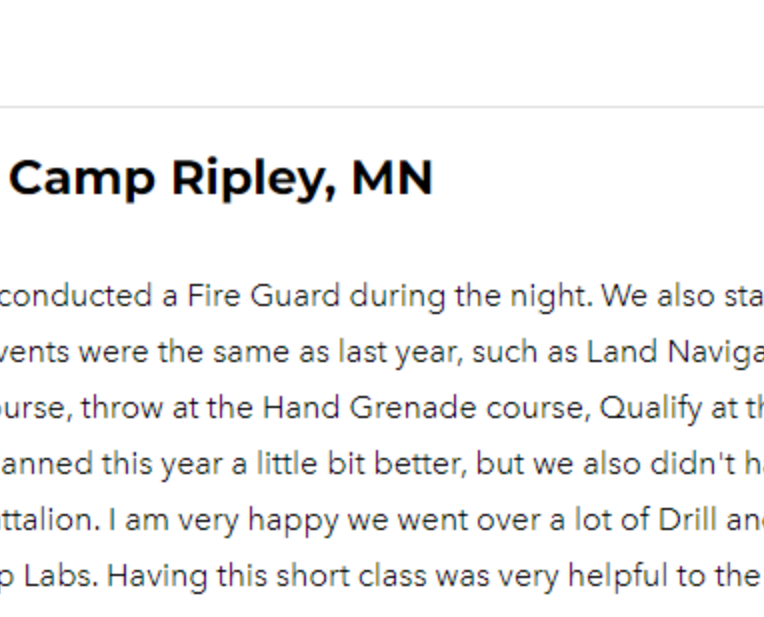 Camp Ripley, MN
conducted a Fire Guard during the night. We also sta
vents were the same as last year, such as Land Naviga
ourse, throw at the Hand Grenade course, Qualify at th
anned this year a little bit better, but we also didn't ha
ttalion. I am very happy we went over a lot of Drill and
p Labs. Having this short class was very helpful to the